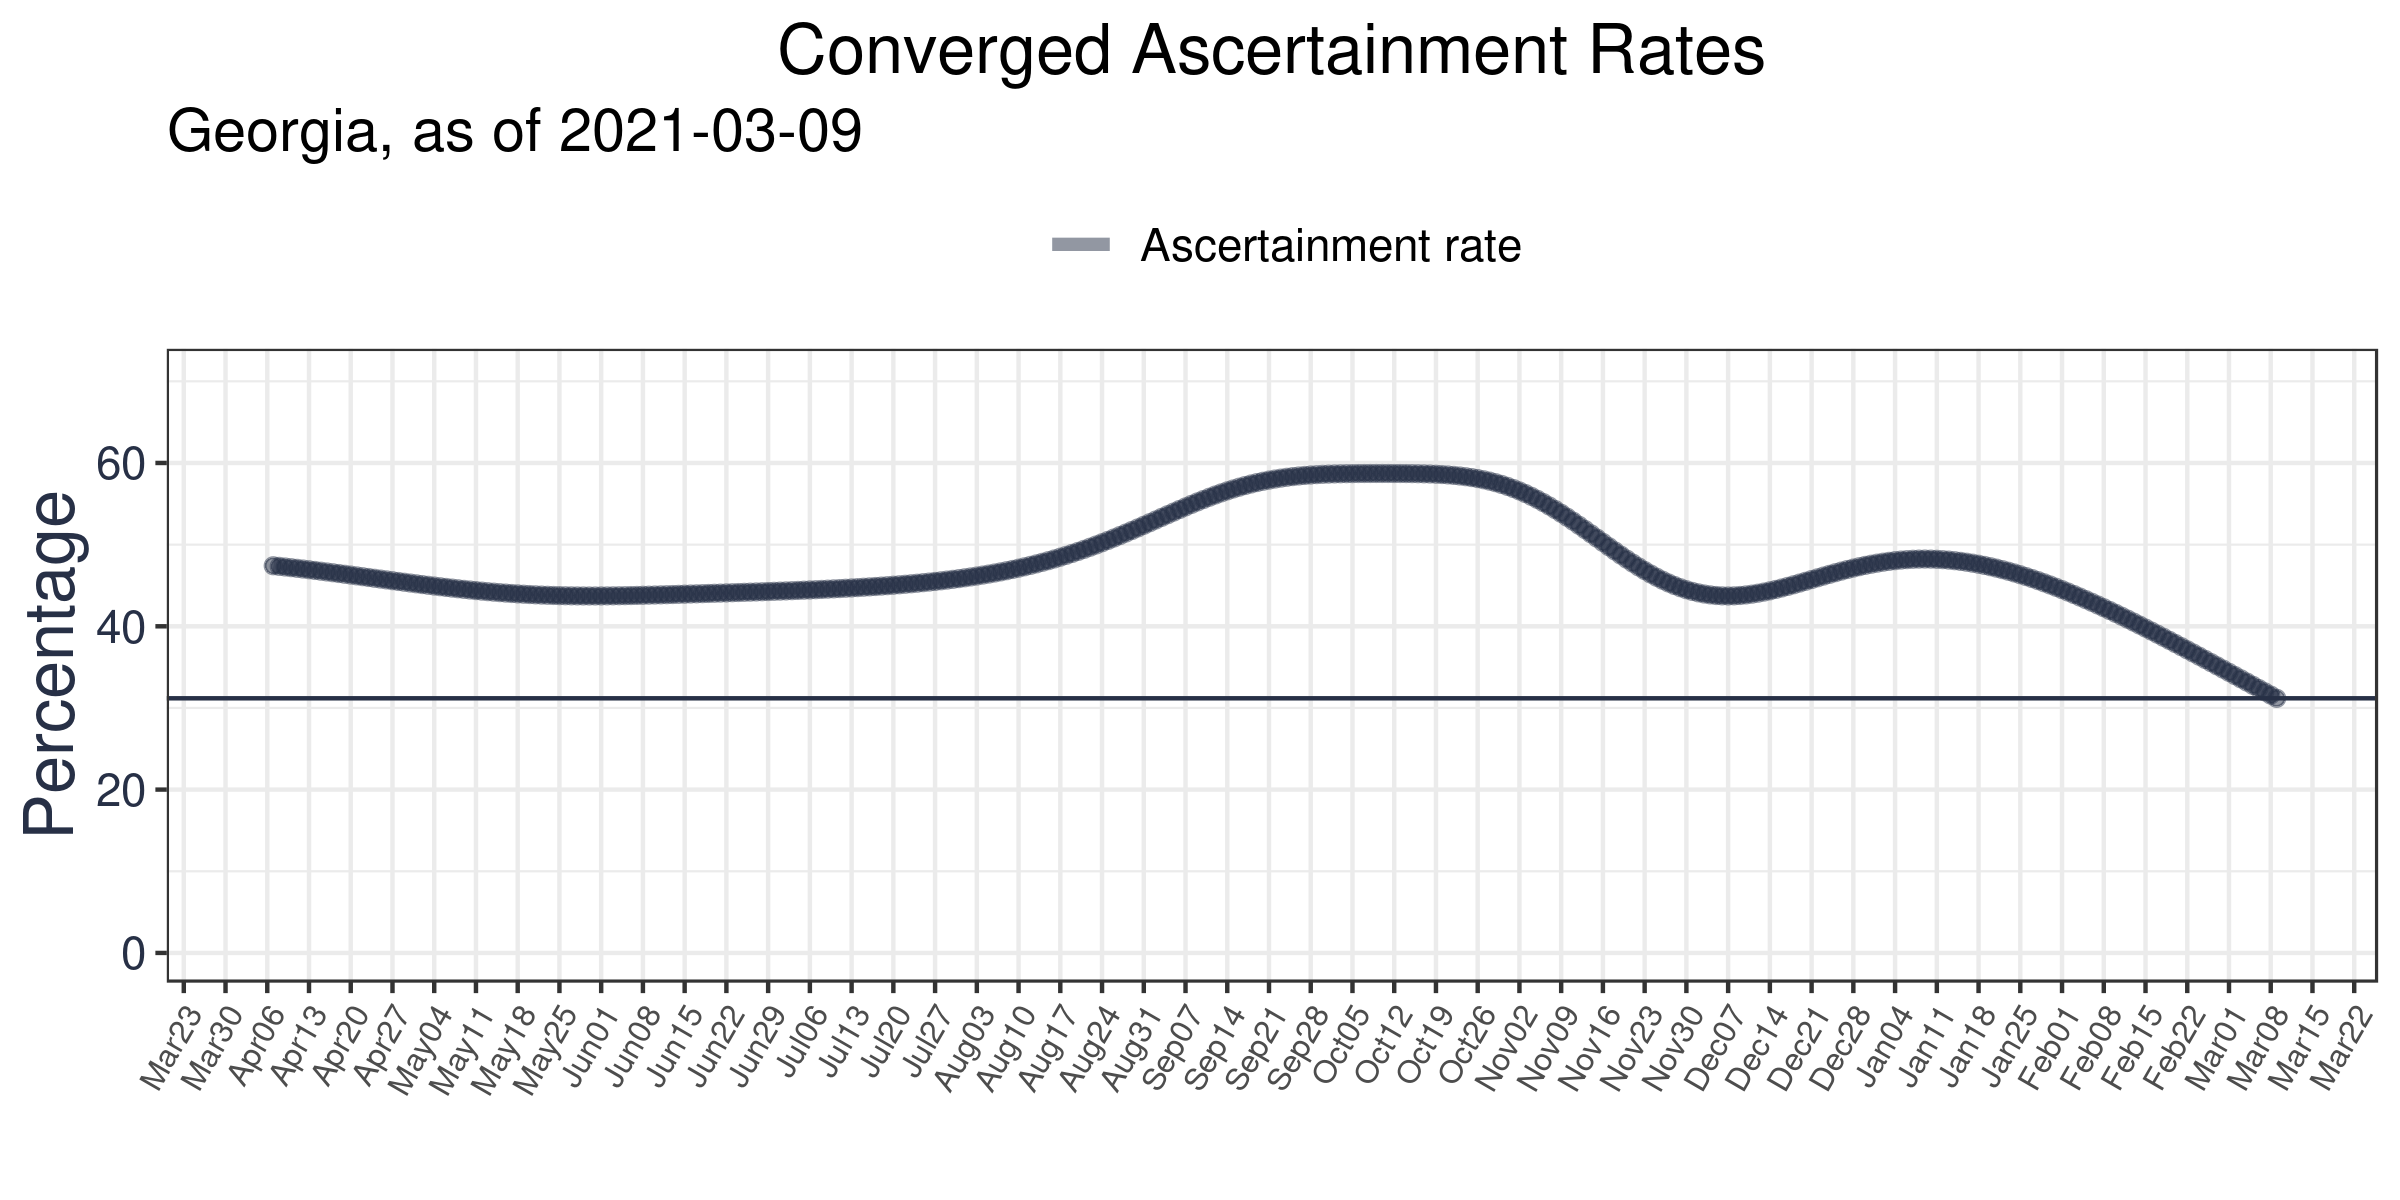 Converged Ascertainment Rates
Georgia, as of 2021-03-09
Ascertainment rate
Percentage
60
40
20
0
Mar23 Mar30 Apr06 Apr13 Apr20 Apr27 May04 May11 May18 May25 Jun01 Jun08 Jun15 Jun22 Jun29 Jul06 Jul13 Jul20 Jul27 Aug03 Aug10 Aug17 Aug24 Aug31 Sep07 Sep14 Sep21 Sep28 Oct05 Oct12 Oct19 Oct26 Nov02 Nov09 Nov16 Nov23 Nov30 Dec07 Dec14 Dec21 Dec28 Jan04 Jan11 Jan18 Jan25 Feb01 Feb08 Feb15 Feb22 Mar01 Mar08 Mar15 Mar22